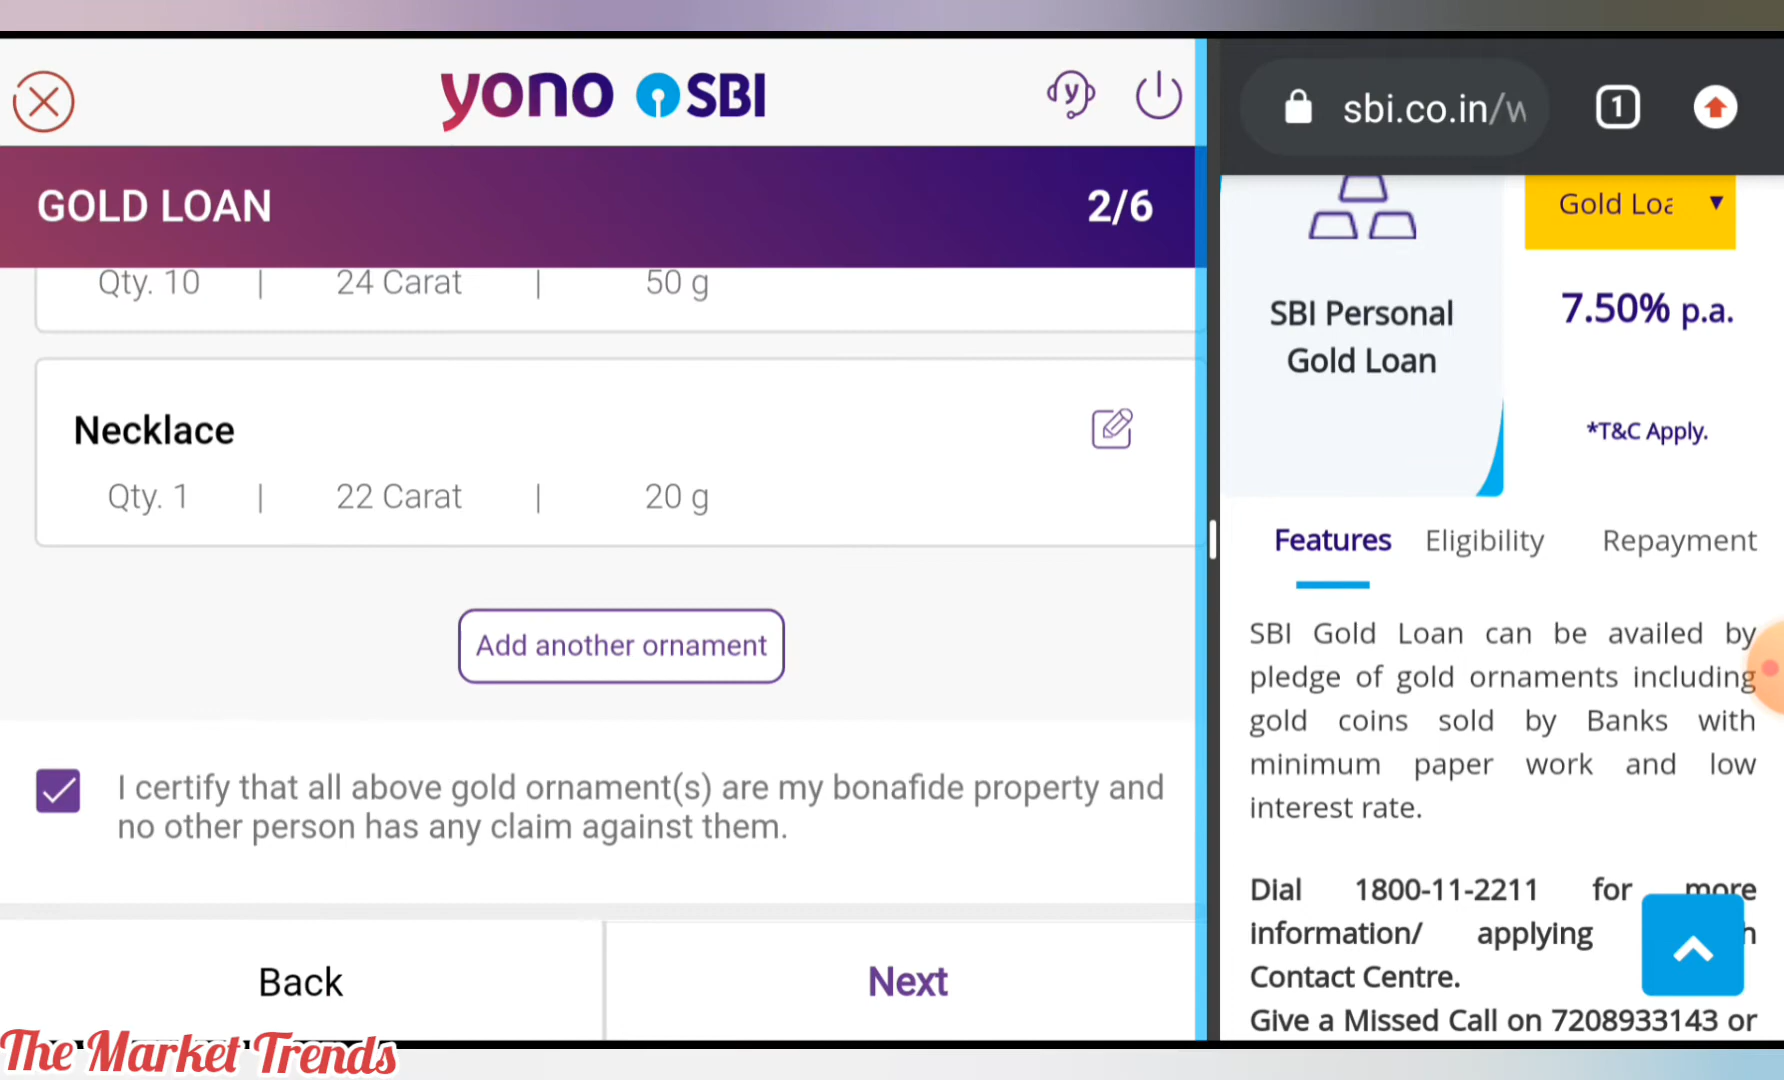 yono SBI
GOLD LOAN 2/6
Qty. 10 | 24 Carat | 50 g
Necklace
Qty. 1 | 22 Carat | 20 g
Add another ornament
I certify that all above gold ornament(s) are my bonafide property and
no other person has any claim against them.
Back Next
The Market Trends
sbi.co.in/w 1
Gold Loa
SBI Personal
Gold Loan
7.50% p.a.
*T&C Apply.
Features Eligibility Repayment
SBI Gold Loan can be availed by
pledge of gold ornaments including
gold coins sold by Banks with
minimum paper work and low
interest rate.
Dial 1800-11-2211 for more
information/ applying
Contact Centre.
Give a Missed Call on 7208933143 or